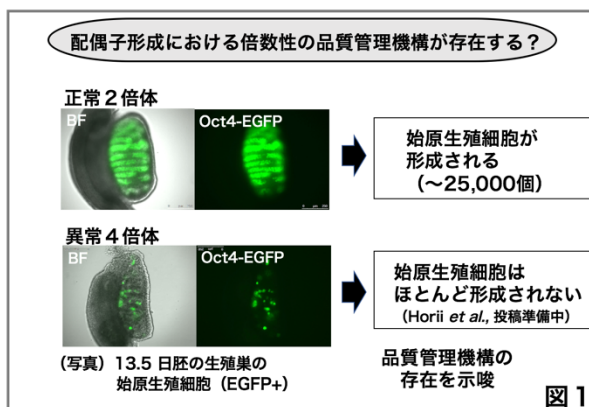 配偶子形成における倍数性の品質管理機構が存在する？
正常２倍体
BF
Oct4-EGFP
始原生殖細胞が
形成される
（〜25,000個）
異常４倍体
BF
Oct4-EGFP
始原生殖細胞は
ほとんど形成されない
(Horii et al., 投稿準備中)
(写真) 13.5 日胚の生殖巣の
始原生殖細胞（EGFP+）
品質管理機構の
存在を示唆
図１